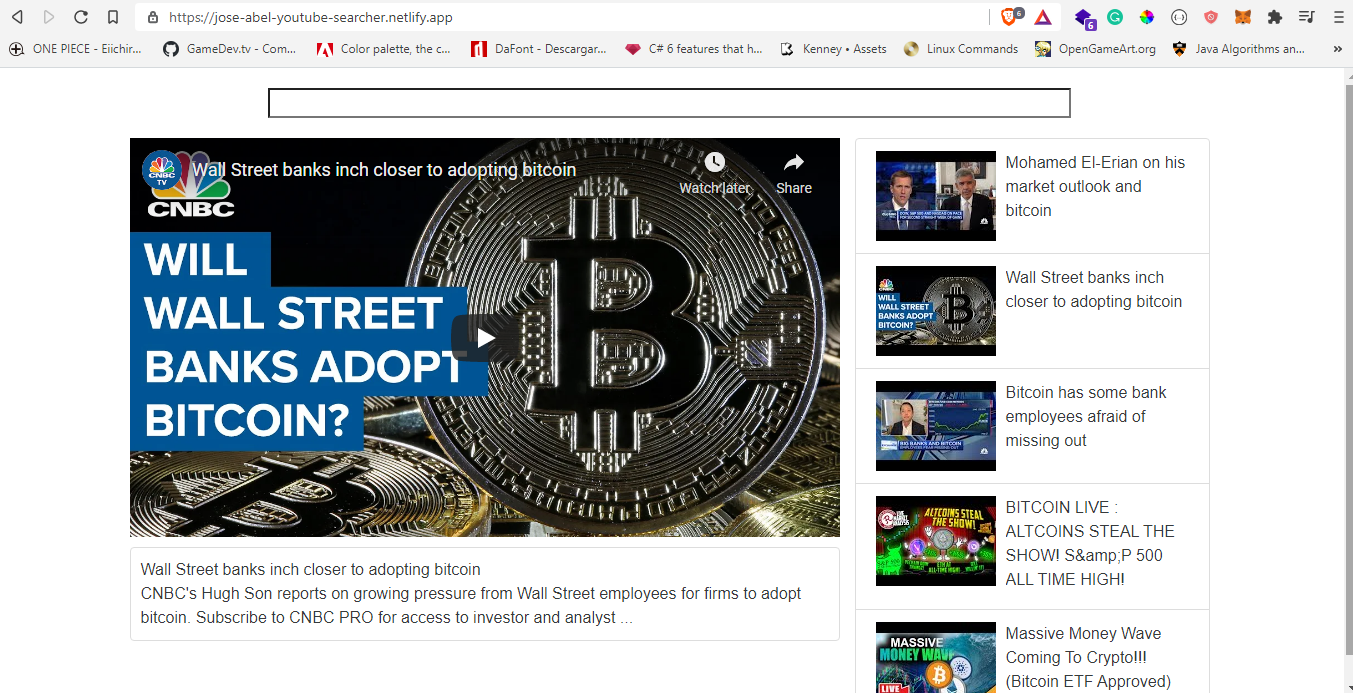 https://jose-abel-youtube-searcher.netlify.app
6
6
ONE PIECE - Eiichir...
GameDev.tv - Com...
Color palette, the c...
DaFont - Descargar...
C# 6 features that h...
Kenney • Assets
Linux Commands
OpenGameArt.org
Java Algorithms an...
»
CNBC
TV
Wall Street banks inch closer to adopting bitcoin
Watch later
Share
CNBC
WILL
WALL STREET
BANKS ADOPT
BITCOIN?
Wall Street banks inch closer to adopting bitcoin
CNBC's Hugh Son reports on growing pressure from Wall Street employees for firms to adopt
bitcoin. Subscribe to CNBC PRO for access to investor and analyst ...
Mohamed El-Erian on his
market outlook and
bitcoin
WILL
WALL STREET
BANKS ADOPT
BITCOIN?
Wall Street banks inch
closer to adopting bitcoin
BIG BANKS AND BITCOIN
Bitcoin has some bank
employees afraid of
missing out
ALTCOINS STEAL
THE SHOW!
BITCOIN LIVE :
ALTCOINS STEAL THE
SHOW! S&amp;P 500
ALL TIME HIGH!
MASSIVE
MONEY WAVE
LIVE
Massive Money Wave
Coming To Crypto!!!
(Bitcoin ETF Approved)